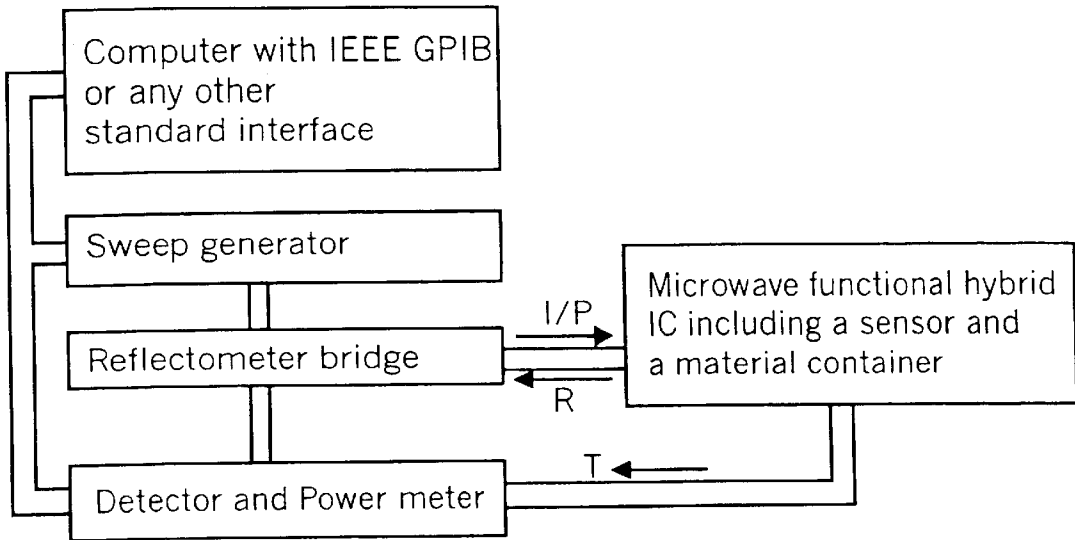 Computer with IEEE GPIB
or any other
standard interface
Sweep generator
Reflectometer bridge
Detector and Power meter
I/P
R
T
Microwave functional hybrid
IC including a sensor and
a material container